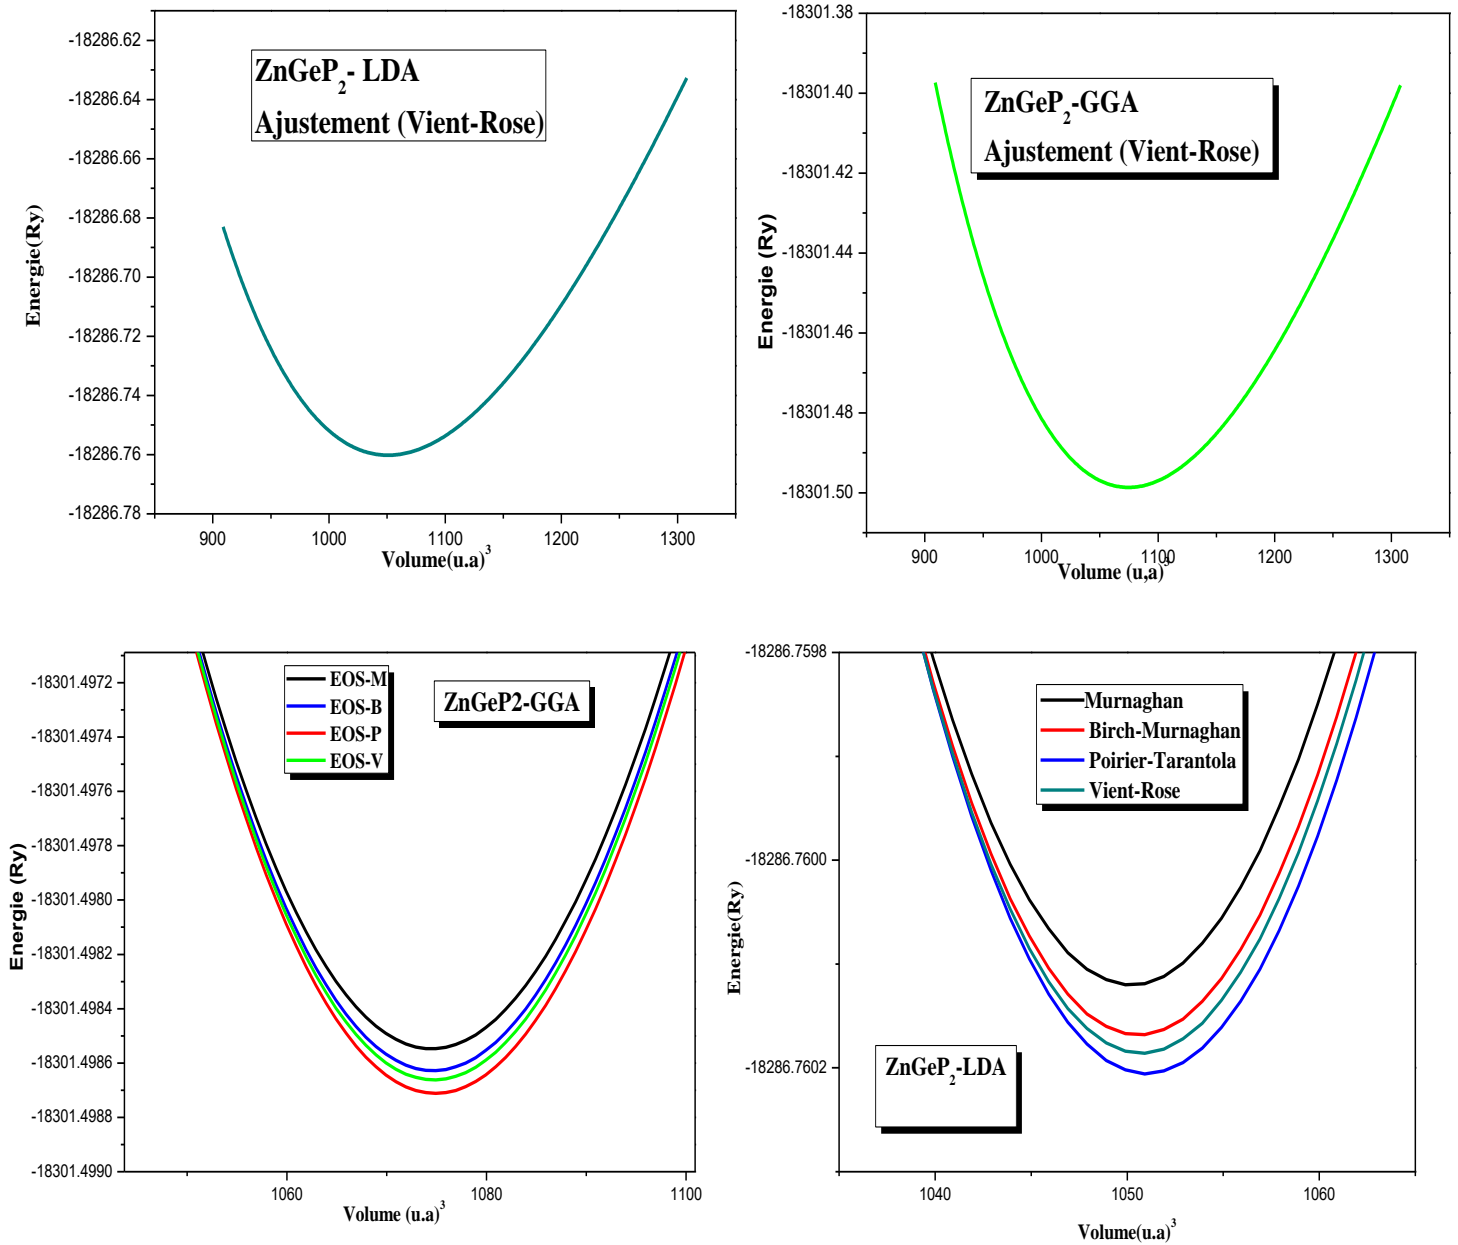 -18286.62
-18286.64
-18286.66
-18286.68
-18286.70
-18286.72
-18286.74
-18286.76
-18286.78
Energie(Ry)
ZnGeP2- LDA
Ajustement (Vient-Rose)
900 1000 1100 1200 1300
Volume(u.a)3
-18301.38
-18301.40
-18301.42
-18301.44
-18301.46
-18301.48
-18301.50
Energie (Ry)
ZnGeP2-GGA
Ajustement (Vient-Rose)
900 1000 1100 1200 1300
Volume (u,a)3
-18301.4972
-18301.4974
-18301.4976
-18301.4978
-18301.4980
-18301.4982
-18301.4984
-18301.4986
-18301.4988
-18301.4990
Energie (Ry)
EOS-M
EOS-B
EOS-P
EOS-V
ZnGeP2-GGA
1060 1080 1100
Volume (u.a)3
-18286.7598
-18286.7600
-18286.7602
Energie(Ry)
Murnaghan
Birch-Murnaghan
Poirier-Tarantola
Vient-Rose
ZnGeP2-LDA
1040 1050 1060
Volume(u.a)3